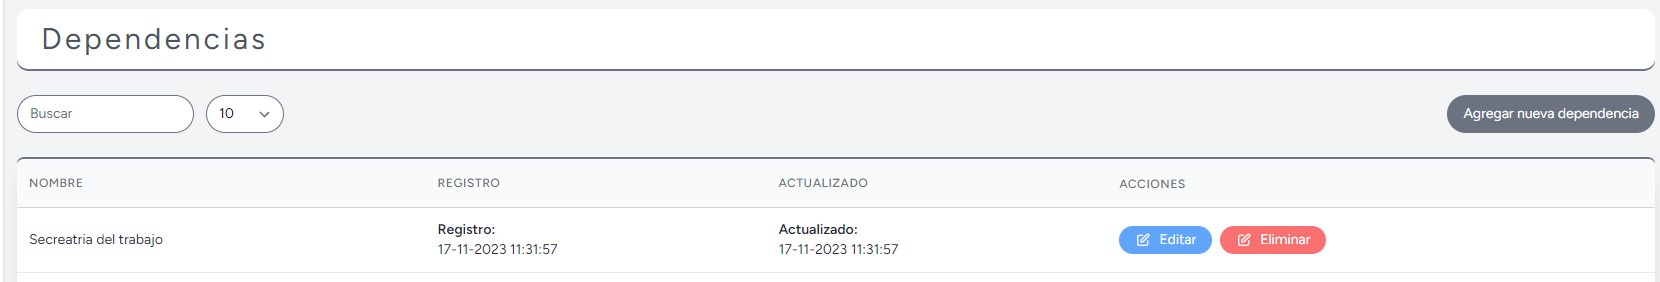 Dependencias
Buscar
10
Agregar nueva dependencia
NOMBRE
REGISTRO
ACTUALIZADO
ACCIONES
Secreatria del trabajo
Registro:
17-11-2023 11:31:57
Actualizado:
17-11-2023 11:31:57
Editar
Eliminar